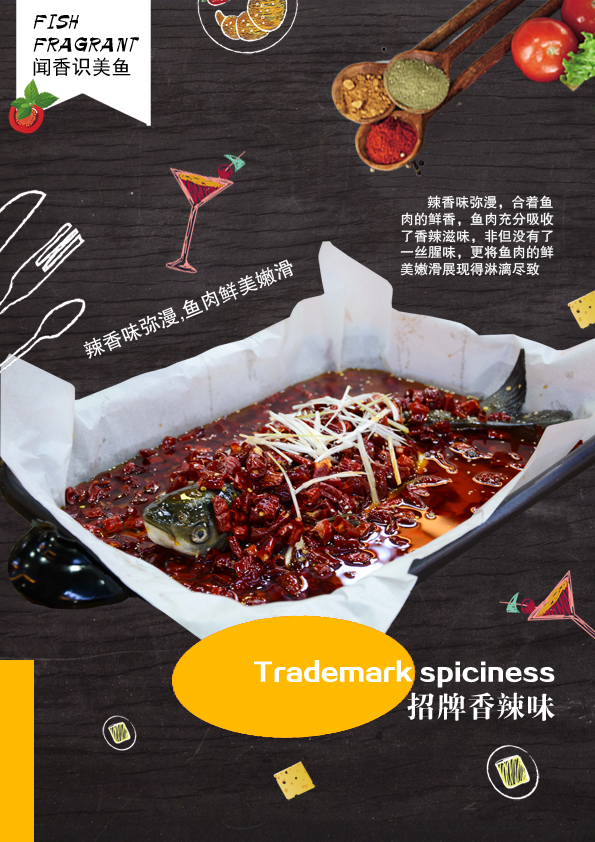 FISH
FRAGRANT
闻香识美鱼
辣香味弥漫，合着鱼
肉的鲜香，鱼肉充分吸收
了香辣滋味，非但没有了
一丝腥味，更将鱼肉的鲜
美嫩滑展现得淋漓尽致
辣香味弥漫,鱼肉鲜美嫩滑
Trademark spiciness
招牌香辣味